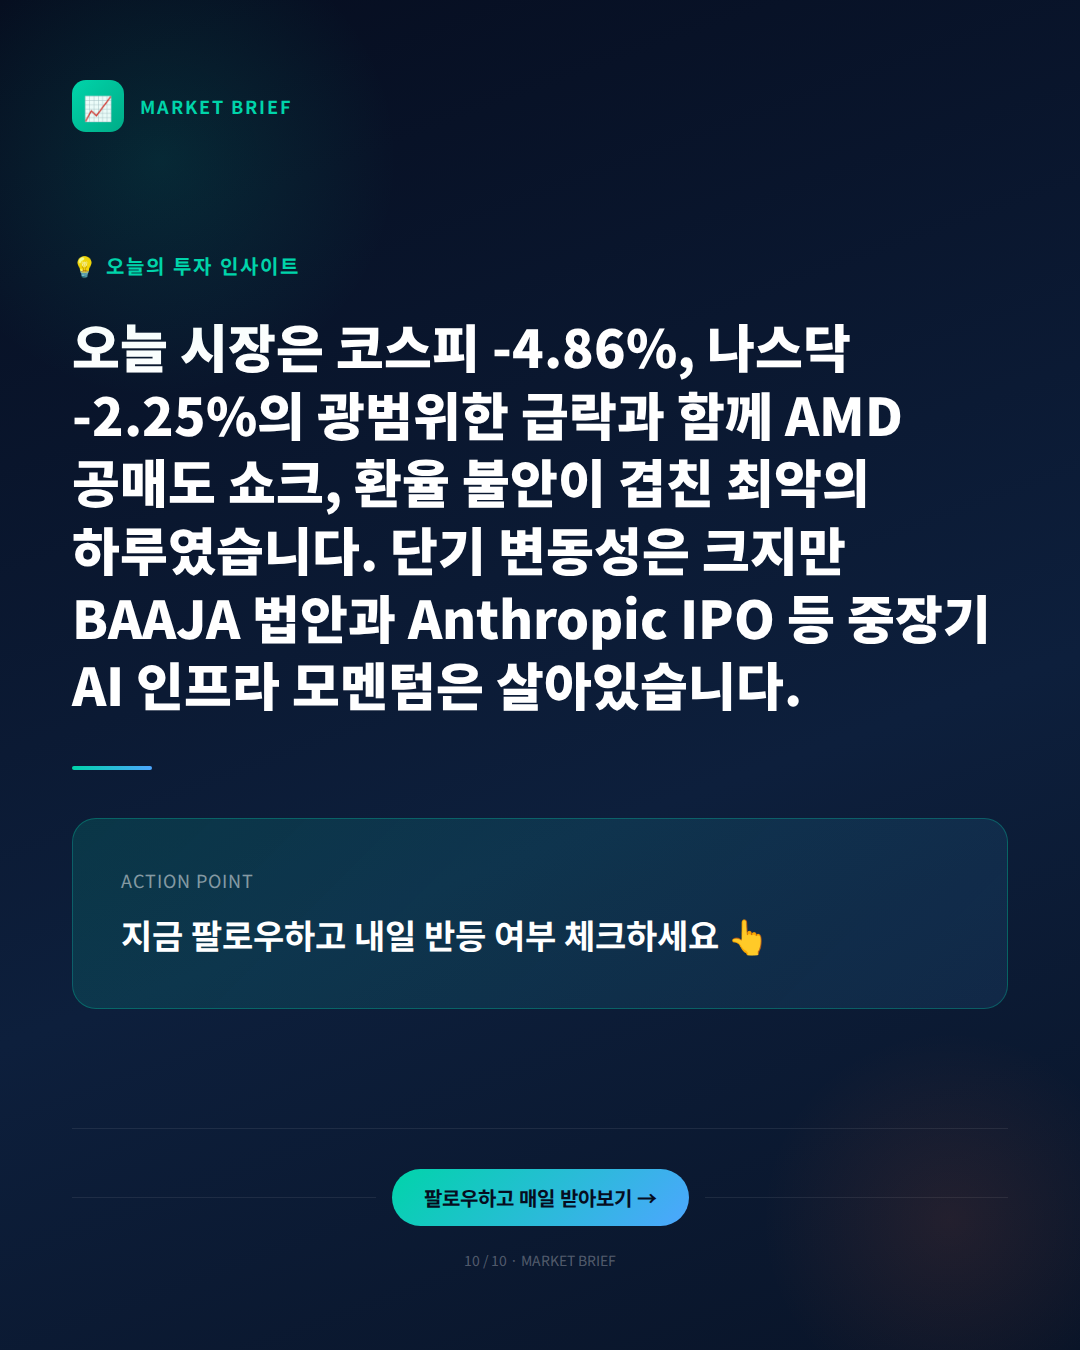 MARKET BRIEF
💡 오늘의 투자 인사이트
오늘 시장은 코스피 -4.86%, 나스닥
-2.25%의 광범위한 급락과 함께 AMD
공매도 쇼크, 환율 불안이 겹친 최악의
하루였습니다. 단기 변동성은 크지만
BAAJA 법안과 Anthropic IPO 등 중장기
AI 인프라 모멘텀은 살아있습니다.
ACTION POINT
지금 팔로우하고 내일 반등 여부 체크하세요 👆
팔로우하고 매일 받아보기 →
10 / 10 · MARKET BRIEF